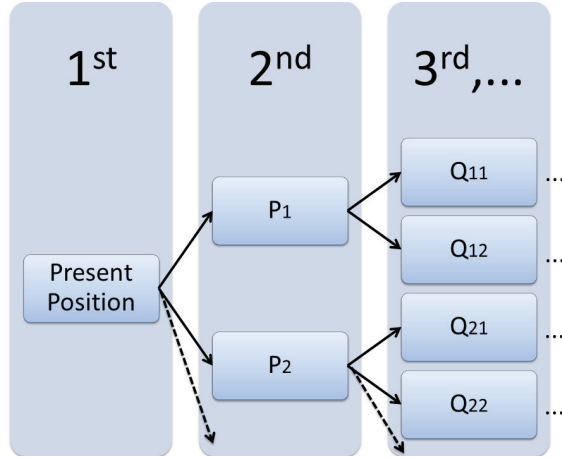 1st
2nd
3rd,...
Present
Position
P1
P2
Q11
...
Q12
...
Q21
...
Q22
...